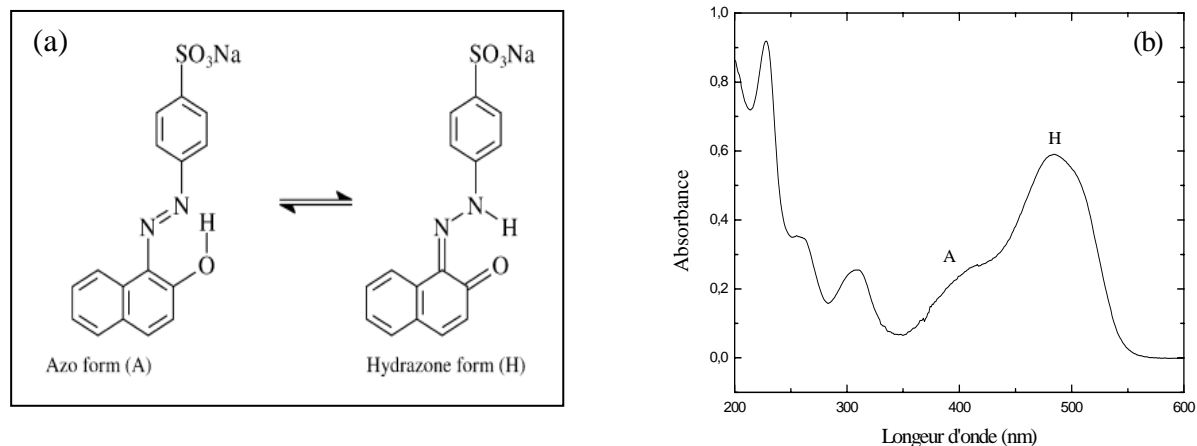 (a)
SO₃Na
SO₃Na
N
N
H
O
N
N
H
O
Azo form (A)
Hydrazone form (H)
(b)
1,0
0,8
0,6
0,4
0,2
0,0
Absorbance
A
H
200
300
400
500
600
Longeur d'onde (nm)